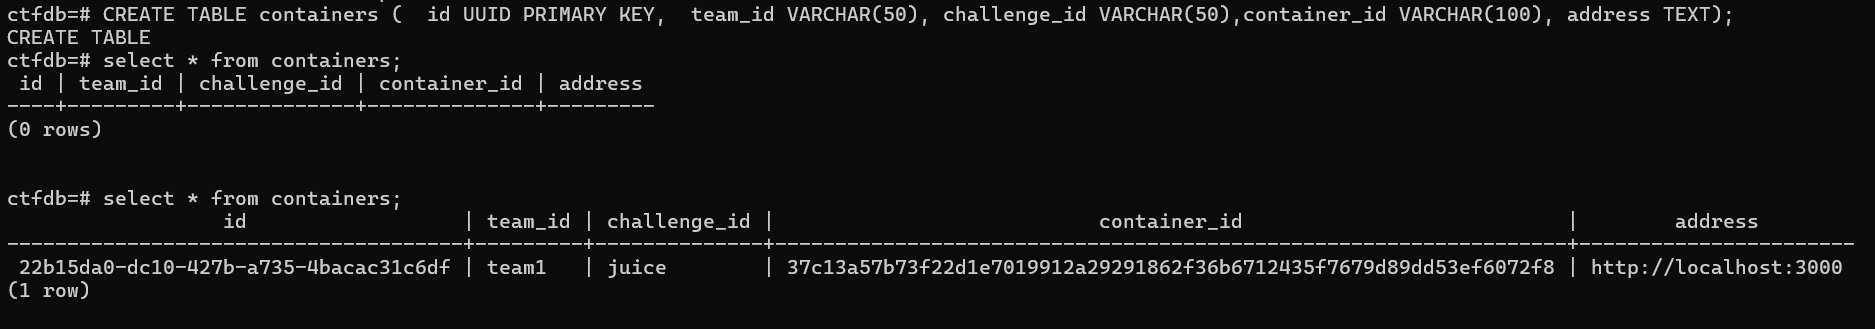 ctfdb=# CREATE TABLE containers (  id UUID PRIMARY KEY,  team_id VARCHAR(50), challenge_id VARCHAR(50),container_id VARCHAR(100), address TEXT);
CREATE TABLE
ctfdb=# select * from containers;
 id | team_id | challenge_id | container_id | address
----+---------+--------------+--------------+---------
(0 rows)
ctfdb=# select * from containers;
                  id                  | team_id | challenge_id |                           container_id                           |        address
--------------------------------------+---------+--------------+------------------------------------------------------------------+-----------------------
 22b15da0-dc10-427b-a735-4bacac31c6df | team1   | juice        | 37c13a57b73f22d1e7019912a29291862f36b6712435f7679d89dd53ef6072f8 | http://localhost:3000
(1 row)